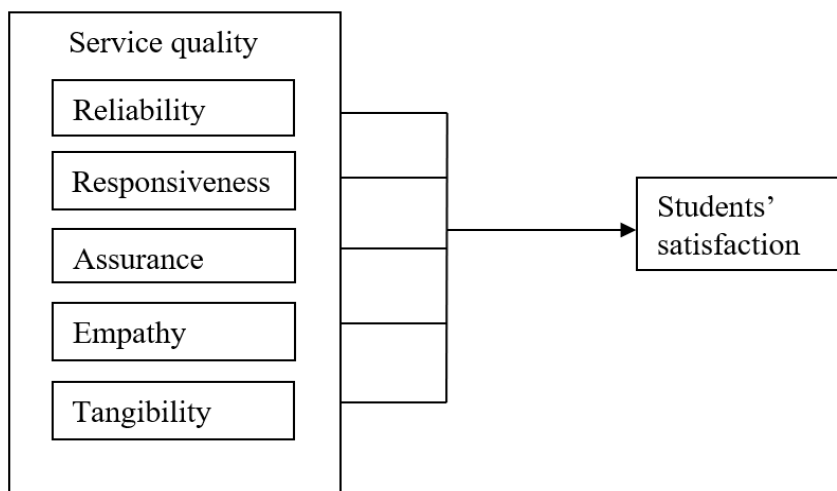 Service quality
Reliability
Responsiveness
Assurance
Empathy
Tangibility
Students’
satisfaction